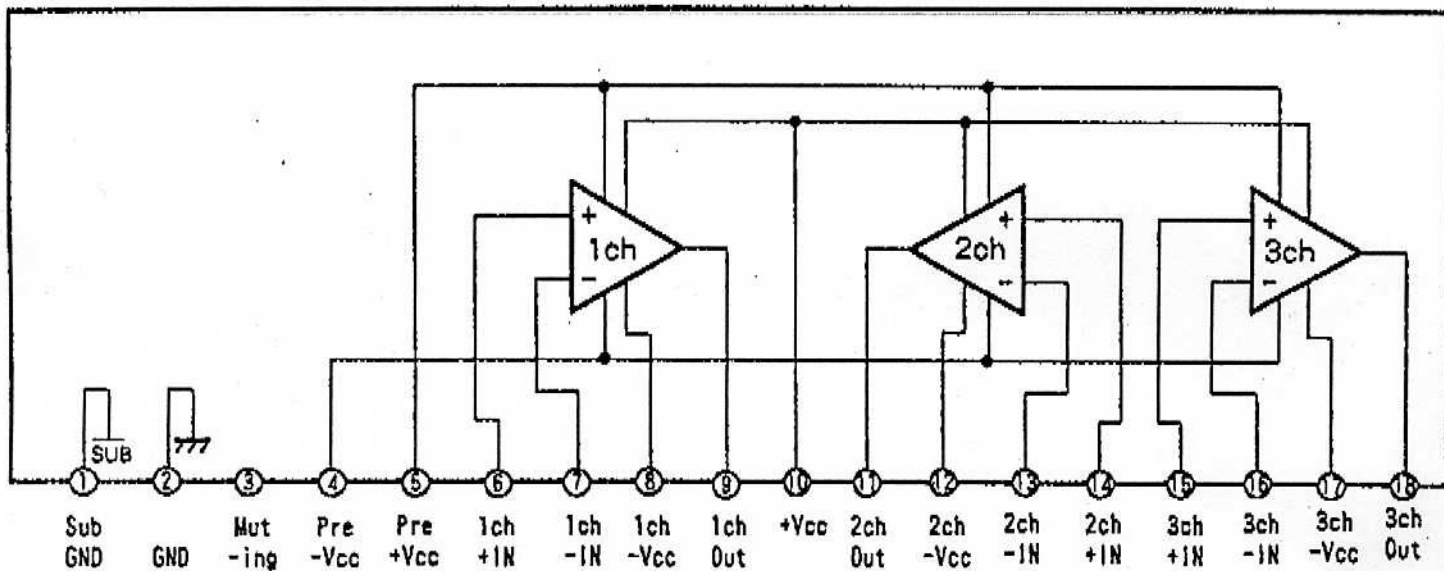 + 1ch -
2ch + -
+ 3ch -
SUB
1 2 3 4 5 6 7 8 9 10 11 12 13 14 15 16 17 18
Sub GND
GND
Mut -ing
Pre -Vcc
Pre +Vcc
1ch +IN
1ch -IN
1ch -Vcc
1ch Out
+Vcc
2ch Out
2ch -Vcc
2ch -IN
2ch +IN
3ch +IN
3ch -IN
3ch -Vcc
3ch Out